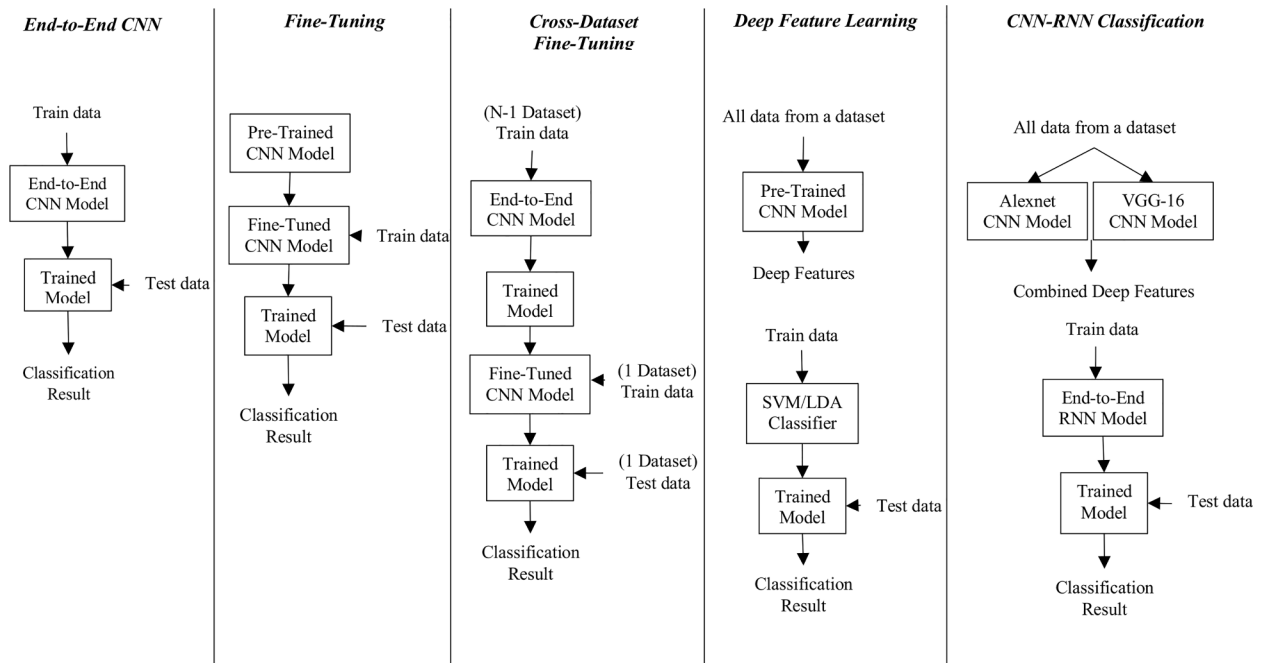 End-to-End CNN
Train data
End-to-End
CNN Model
Trained
Model
Test data
Classification
Result
Fine-Tuning
Pre-Trained
CNN Model
Fine-Tuned
CNN Model
Train data
Trained
Model
Test data
Classification
Result
Cross-Dataset
Fine-Tuning
(N-1 Dataset)
Train data
End-to-End
CNN Model
Trained
Model
Fine-Tuned
CNN Model
(1 Dataset)
Train data
Trained
Model
(1 Dataset)
Test data
Classification
Result
Deep Feature Learning
All data from a dataset
Pre-Trained
CNN Model
Deep Features
Train data
SVM/LDA
Classifier
Trained
Model
Test data
Classification
Result
CNN-RNN Classification
All data from a dataset
Alexnet
CNN Model
VGG-16
CNN Model
Combined Deep Features
Train data
End-to-End
RNN Model
Trained
Model
Test data
Classification
Result